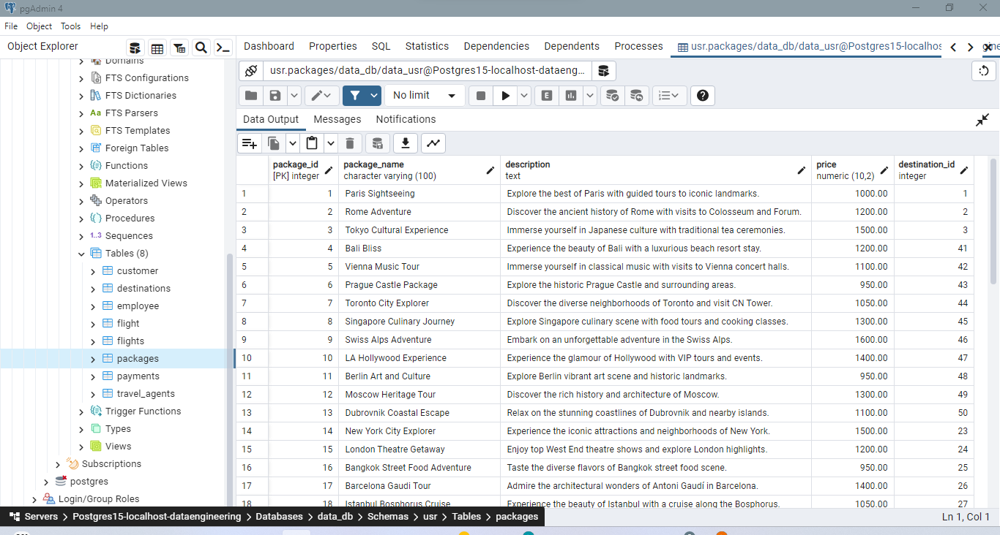 pgAdmin 4
File Object Tools Help
Object Explorer
Dashboard Properties SQL Statistics Dependencies Dependents Processes usr.packages/data_db/data_usr@Postgres15-localhos
Domains
FTS Configurations
FTS Dictionaries
Aa FTS Parsers
FTS Templates
Foreign Tables
Functions
Materialized Views
Operators
Procedures
1..3 Sequences
Tables (8)
customer
destinations
employee
flight
flights
packages
payments
travel_agents
Trigger Functions
Types
Views
Subscriptions
postgres
Login/Group Roles
usr.packages/data_db/data_usr@Postgres15-localhost-dataeng...
No limit
E
Data Output Messages Notifications
package_id package_name description price destination_id
[PK] integer character varying (100) text numeric (10,2) integer
1 1 Paris Sightseeing Explore the best of Paris with guided tours to iconic landmarks. 1000.00 1
2 2 Rome Adventure Discover the ancient history of Rome with visits to Colosseum and Forum. 1200.00 2
3 3 Tokyo Cultural Experience Immerse yourself in Japanese culture with traditional tea ceremonies. 1500.00 3
4 4 Bali Bliss Experience the beauty of Bali with a luxurious beach resort stay. 1200.00 41
5 5 Vienna Music Tour Immerse yourself in classical music with visits to Vienna concert halls. 1100.00 42
6 6 Prague Castle Package Explore the historic Prague Castle and surrounding areas. 950.00 43
7 7 Toronto City Explorer Discover the diverse neighborhoods of Toronto and visit CN Tower. 1050.00 44
8 8 Singapore Culinary Journey Explore Singapore culinary scene with food tours and cooking classes. 1300.00 45
9 9 Swiss Alps Adventure Embark on an unforgettable adventure in the Swiss Alps. 1600.00 46
10 10 LA Hollywood Experience Experience the glamour of Hollywood with VIP tours and events. 1400.00 47
11 11 Berlin Art and Culture Explore Berlin vibrant art scene and historic landmarks. 950.00 48
12 12 Moscow Heritage Tour Discover the rich history and architecture of Moscow. 1300.00 49
13 13 Dubrovnik Coastal Escape Relax on the stunning coastlines of Dubrovnik and nearby islands. 1100.00 50
14 14 New York City Explorer Experience the iconic attractions and neighborhoods of New York. 1500.00 23
15 15 London Theatre Getaway Enjoy top West End theatre shows and explore London highlights. 1200.00 24
16 16 Bangkok Street Food Adventure Taste the diverse flavors of Bangkok street food scene. 950.00 25
17 17 Barcelona Gaudi Tour Admire the architectural wonders of Antoni Gaudí in Barcelona. 1400.00 26
18 18 Istanbul Bosphorus Cruise Experience the beauty of Istanbul with a cruise along the Bosphorus. 1050.00 27
Servers > Postgres15-localhost-dataengineering > Databases > data_db > Schemas > usr > Tables > packages
Ln 1, Col 1